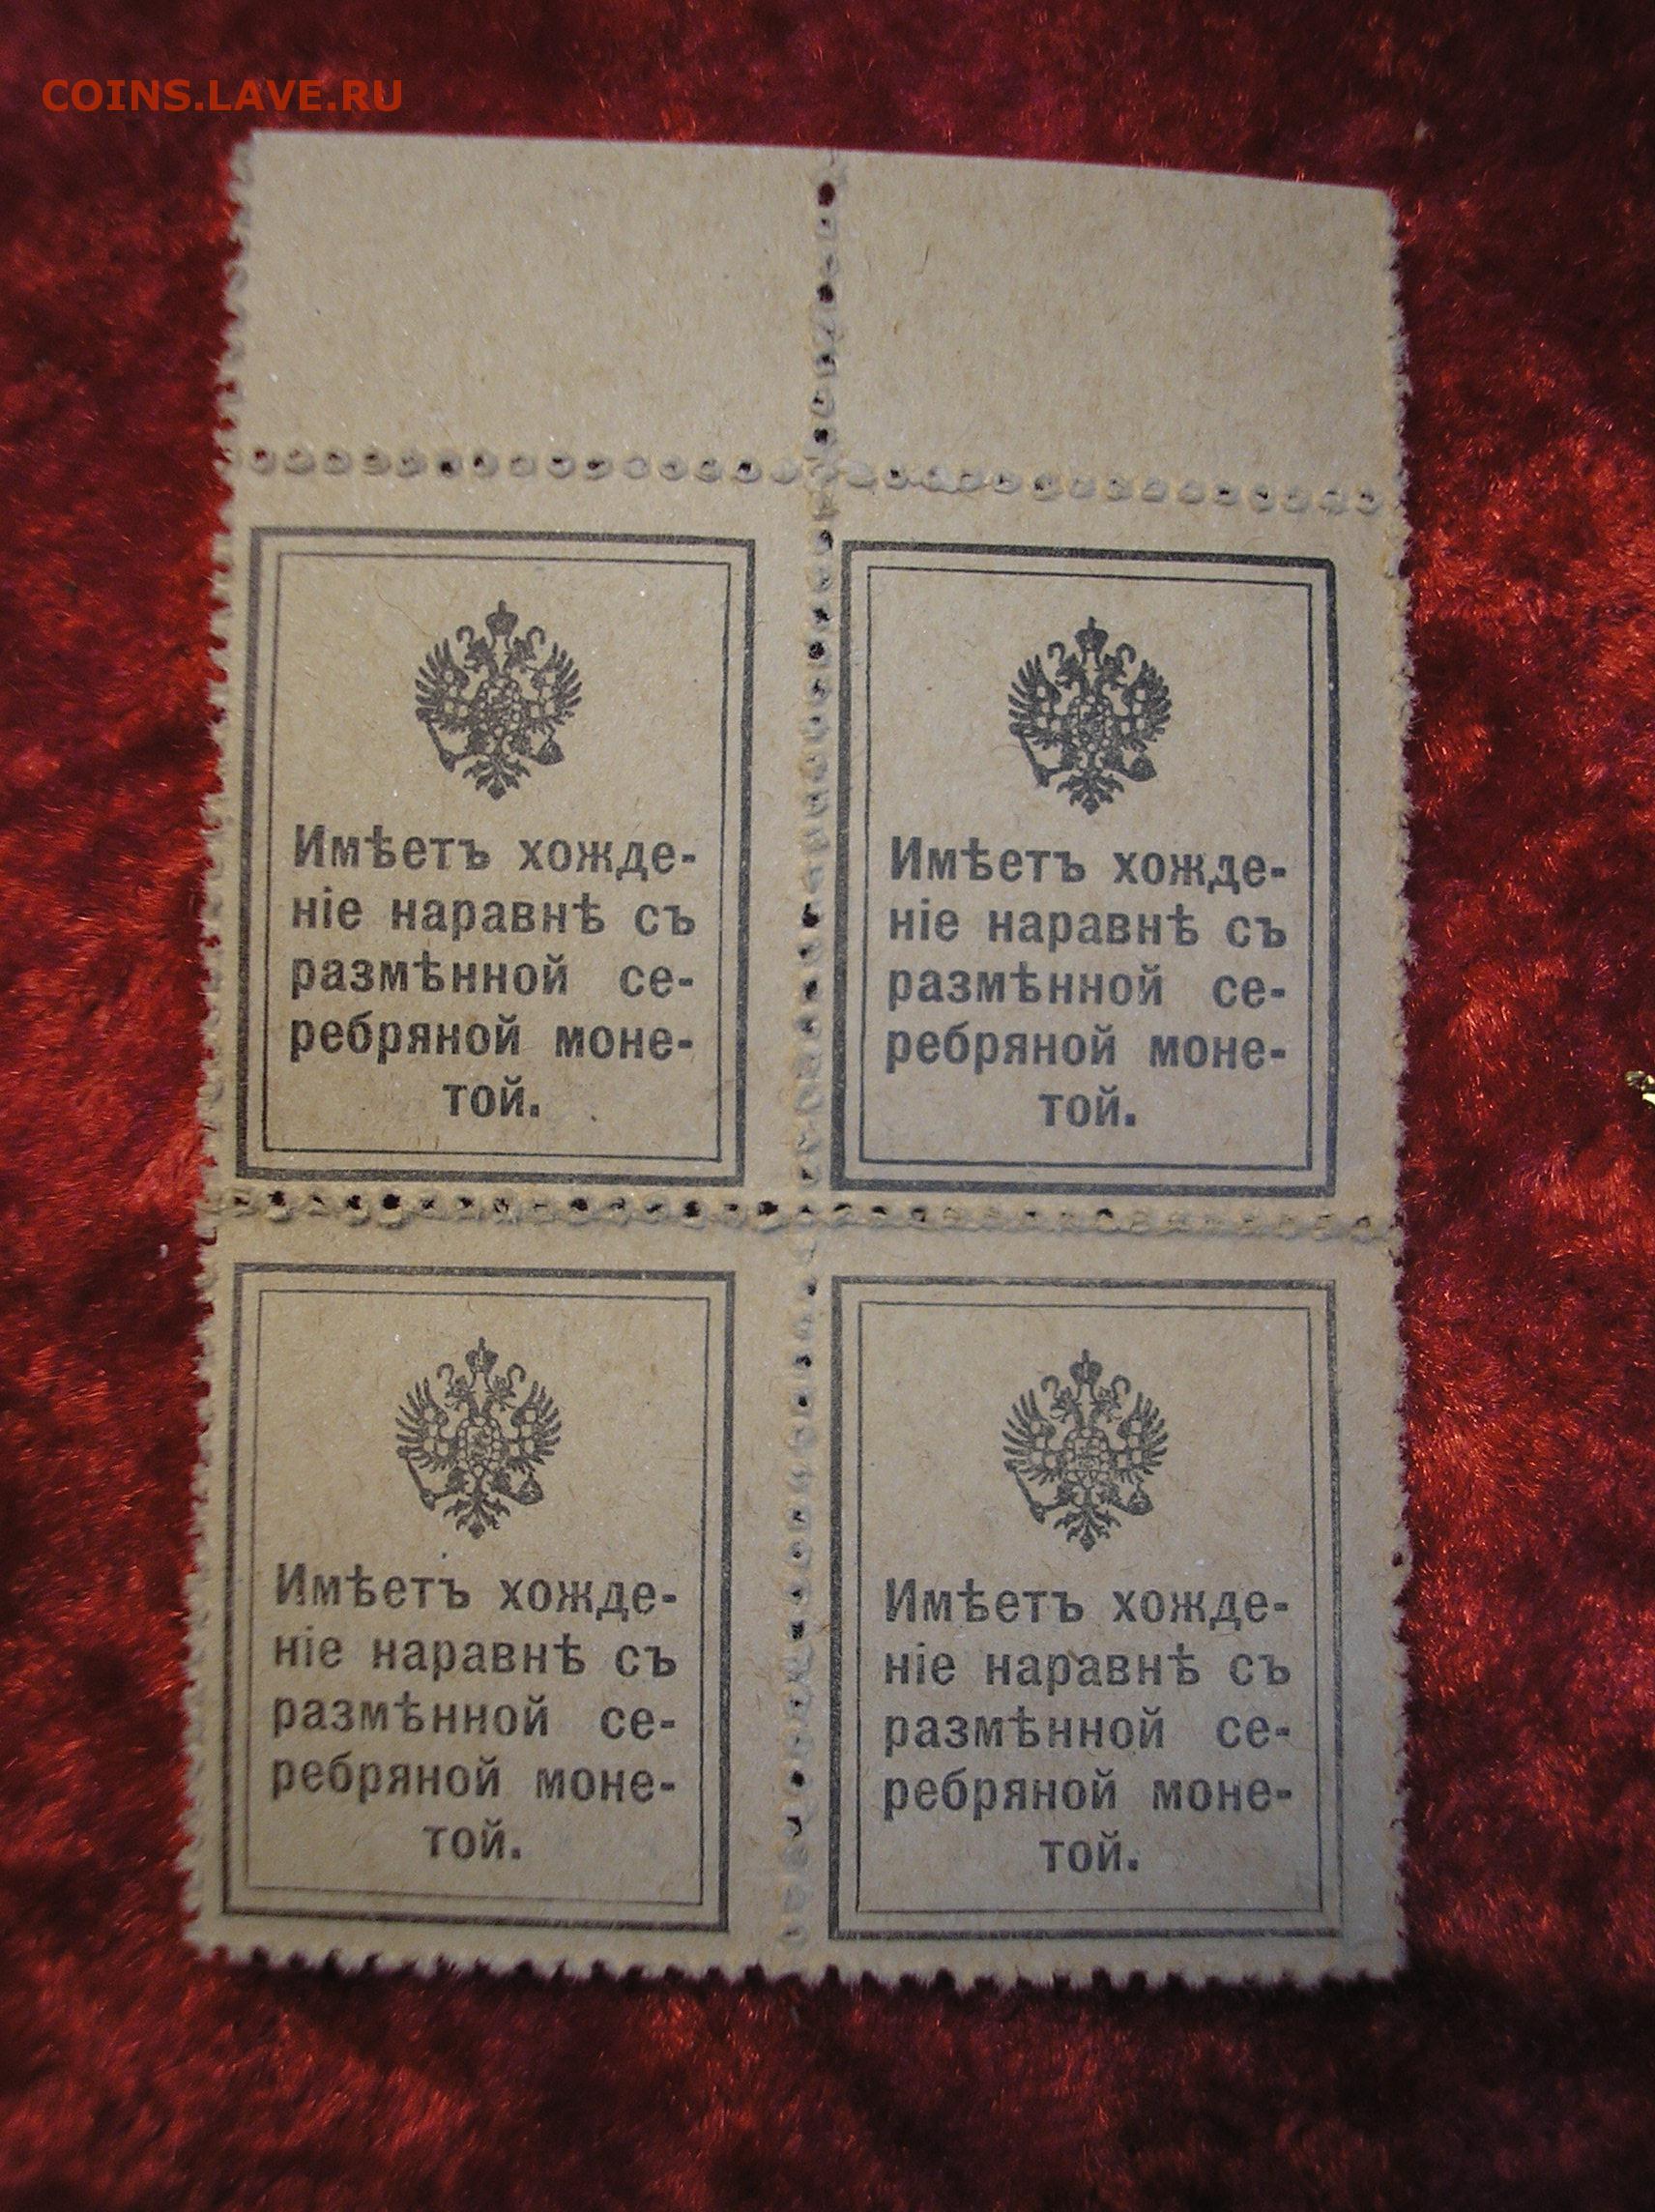 COINS.LAVE.RU
Имѣетъ хожде-
ніе наравнѣ съ
размѣнной се-
ребряной моне-
той.
Имѣетъ хожде-
ніе наравнѣ съ
размѣнной се-
ребряной моне-
той.
Имѣетъ хожде-
ніе наравнѣ съ
размѣнной се-
ребряной моне-
той.
Имѣетъ хожде-
ніе наравнѣ съ
размѣнной се-
ребряной моне-
той.